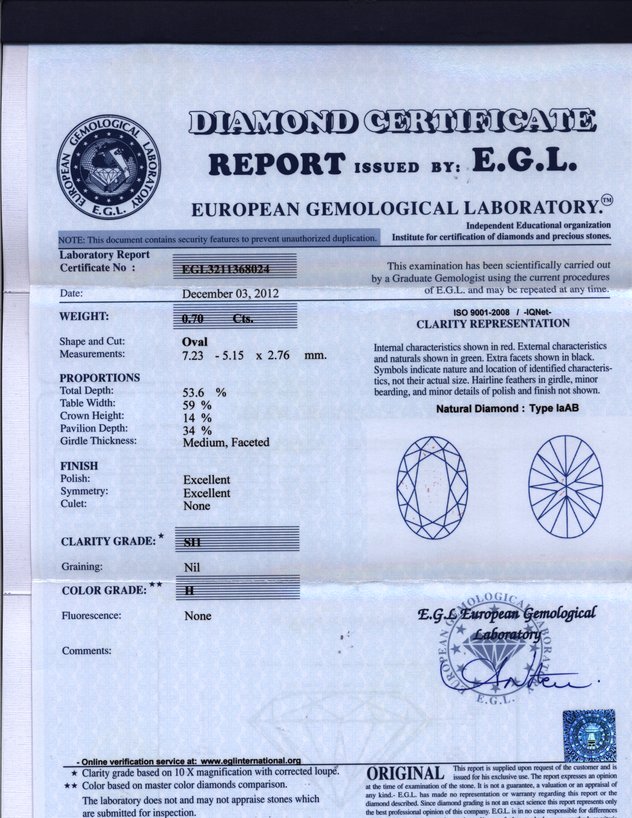 DIAMOND CERTIFICATE
REPORT ISSUED BY: E.G.L.
EUROPEAN GEMOLOGICAL LABORATORY
E.G.L.
EUROPEAN GEMOLOGICAL LABORATORY.™
Independent Educational organization
Institute for certification of diamonds and precious stones.
NOTE: This document contains security features to prevent unauthorized duplication.
Laboratory Report
Certificate No : EGL3211368024
This examination has been scientifically carried out
by a Graduate Gemologist using the current procedures
of E.G.L. and may be repeated at any time.
Date: December 03, 2012
WEIGHT: 0.70 Cts.
Shape and Cut: Oval
Measurements: 7.23 - 5.15 x 2.76 mm.
PROPORTIONS
Total Depth: 53.6 %
Table Width: 59 %
Crown Height: 14 %
Pavilion Depth: 34 %
Girdle Thickness: Medium, Faceted
FINISH
Polish: Excellent
Symmetry: Excellent
Culet: None
CLARITY GRADE: ★ SI1
Graining: Nil
COLOR GRADE: ★★ H
Fluorescence: None
Comments:
ISO 9001-2008 / -IQNet-
CLARITY REPRESENTATION
Internal characteristics shown in red. External characteristics
and naturals shown in green. Extra facets shown in black.
Symbols indicate nature and location of identified characteris-
tics, not their actual size. Hairline feathers in girdle, minor
bearding, and minor details of polish and finish not shown.
Natural Diamond : Type IaAB
E.G.L European Gemological
Laboratory
EUROPEAN GEMOLOGICAL LABORATORY
E.G.L.
- Online verification service at: www.eglinternational.org
★ Clarity grade based on 10 X magnification with corrected loupe.
★★ Color based on master color diamonds comparison.
The laboratory does not and may not appraise stones which
are submitted for inspection.
ORIGINAL
This report is supplied upon request of the customer and is
issued for his exclusive use. The report expresses an opinion
at the time of examination of the stone. It is not a guarantee, a valuation or an appraisal of
any kind.- E.G.L. has made no representation or warranty regarding this report or the
diamond described. Since diamond grading is not an exact science this report represents only
the best professional opinion of this company. E.G.L. is in no case responsible for differences